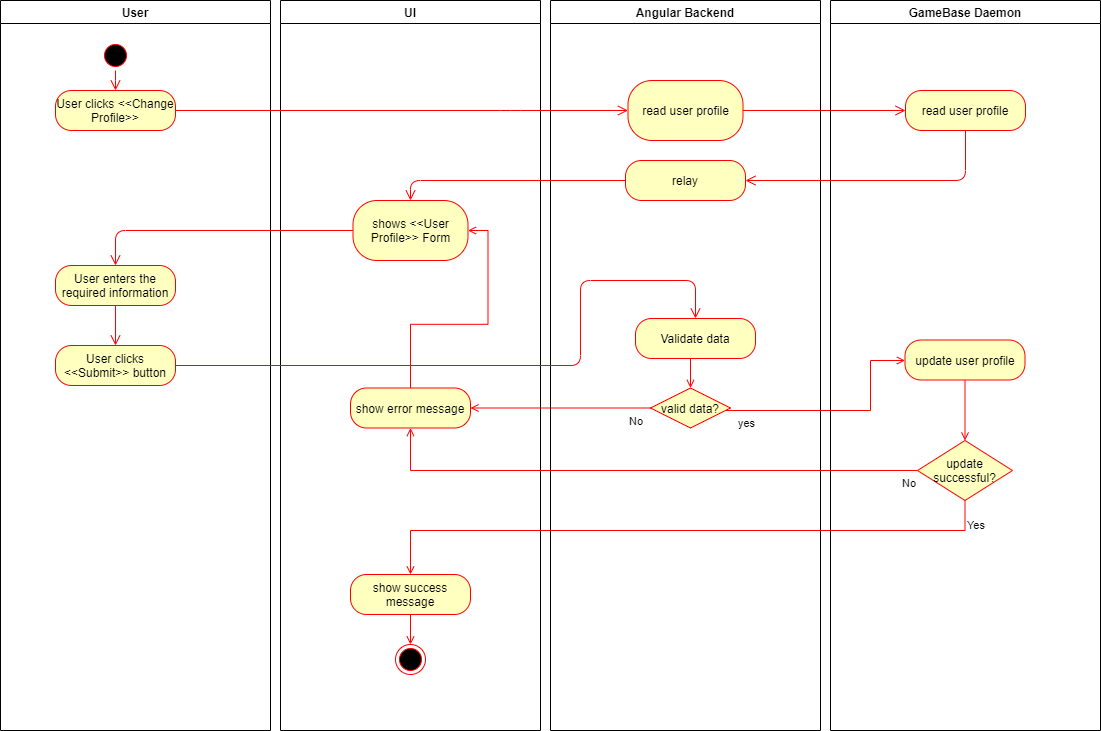 User
UI
Angular Backend
GameBase Daemon
User clicks <<Change
Profile>>
read user profile
read user profile
relay
shows <<User
Profile>> Form
User enters the
required information
Validate data
User clicks
<<Submit>> button
update user profile
show error message
valid data?
No
yes
update
successful?
No
Yes
show success
message